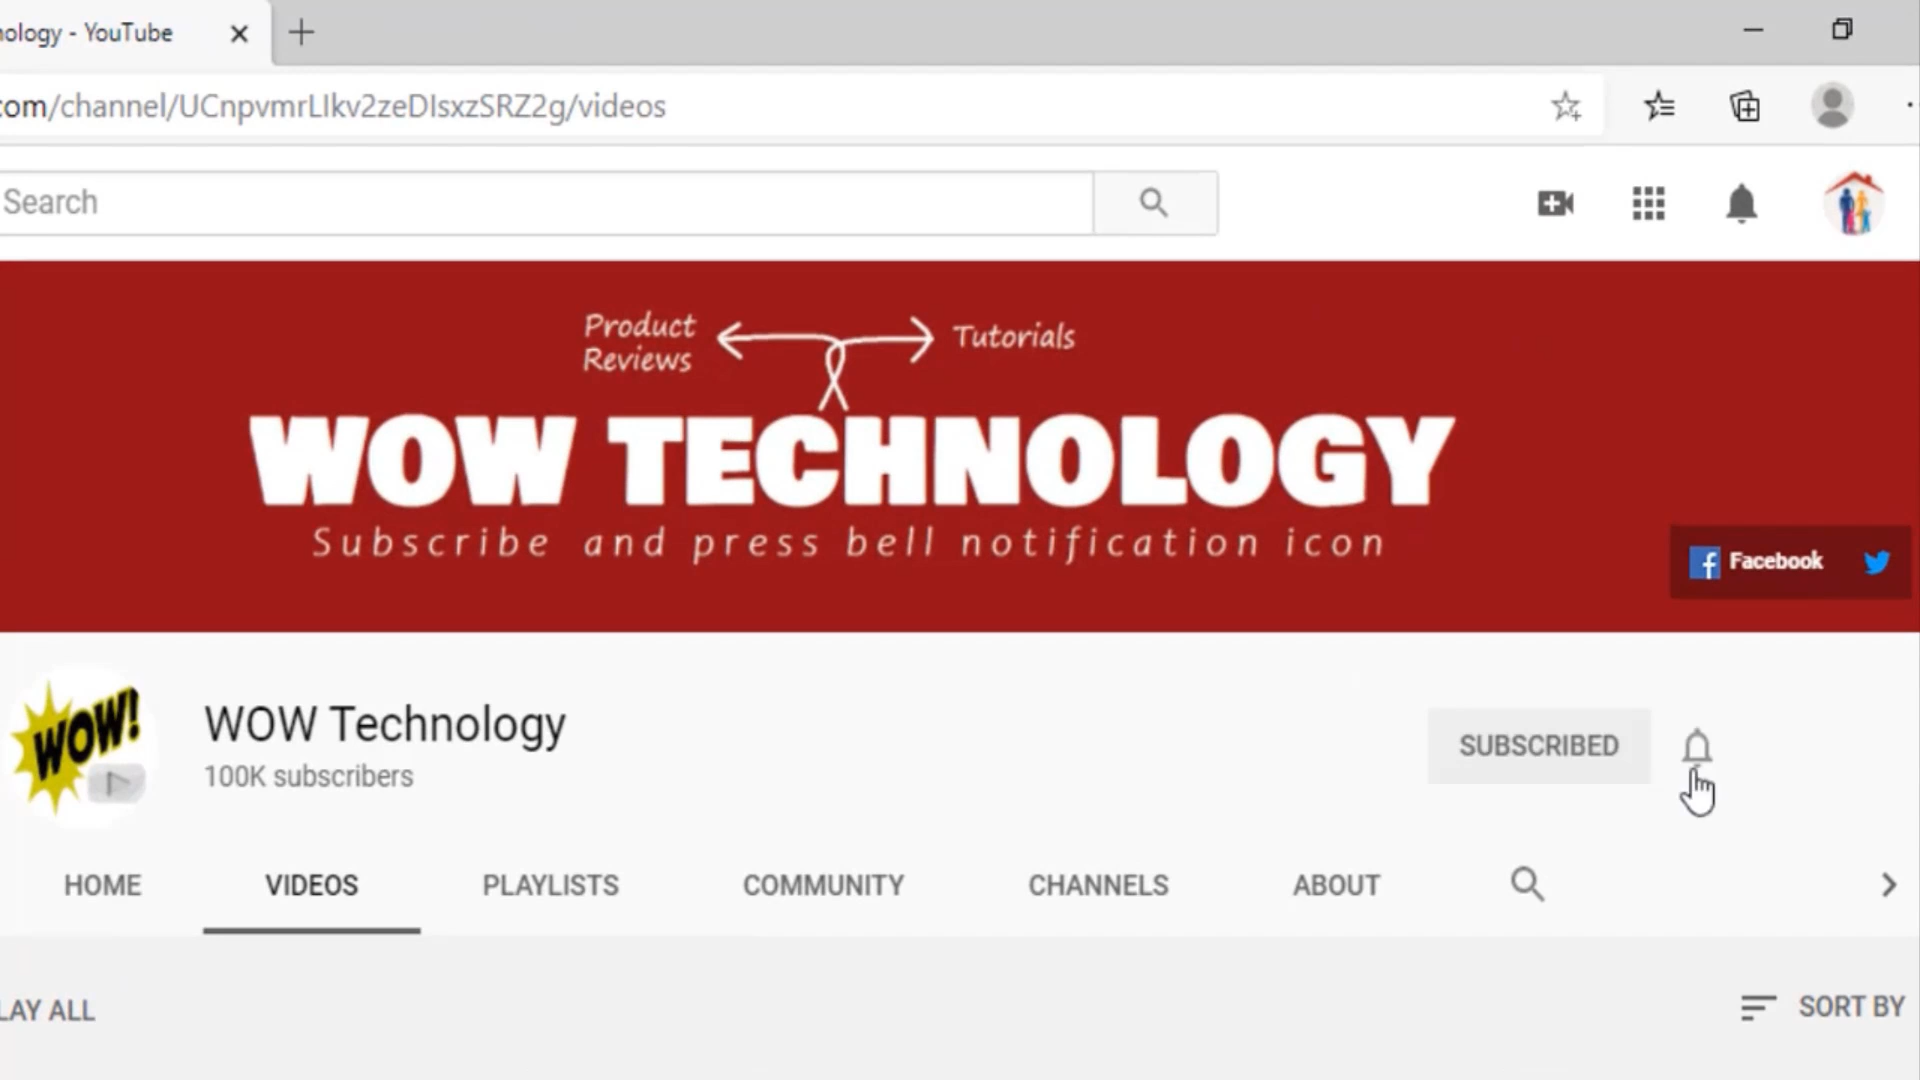 nology - YouTube
com/channel/UCnpvmrLIkv2zeDIsxzSRZ2g/videos
Search
Product
Reviews
Tutorials
WOW TECHNOLOGY
Subscribe and press bell notification icon
Facebook
WOW!
WOW Technology
100K subscribers
SUBSCRIBED
HOME VIDEOS PLAYLISTS COMMUNITY CHANNELS ABOUT
LAY ALL
SORT BY